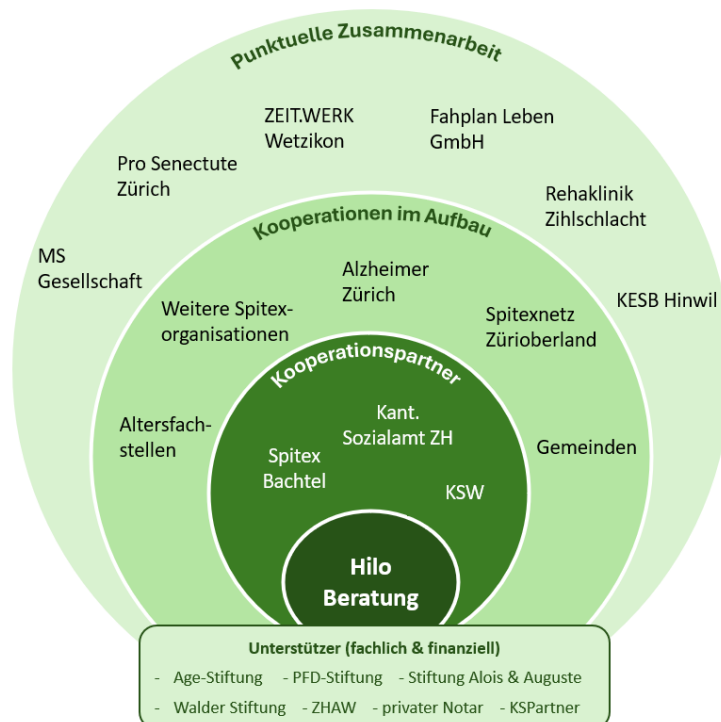 Punktuelle Zusammenarbeit
ZEIT.WERK
Wetzikon
Fahplan Leben
GmbH
Pro Senectute
Zürich
Rehaklinik
Zihlschlacht
MS
Gesellschaft
KESB Hinwil
Kooperationen im Aufbau
Alzheimer
Zürich
Weitere Spitex-
organisationen
Spitexnetz
Zürioberland
Altersfach-
stellen
Gemeinden
Kooperationspartner
Kant.
Sozialamt ZH
Spitex
Bachtel
KSW
Hilo
Beratung
Unterstützer (fachlich & finanziell)
- Age-Stiftung - PFD-Stiftung - Stiftung Alois & Auguste
- Walder Stiftung - ZHAW - privater Notar - KSPartner